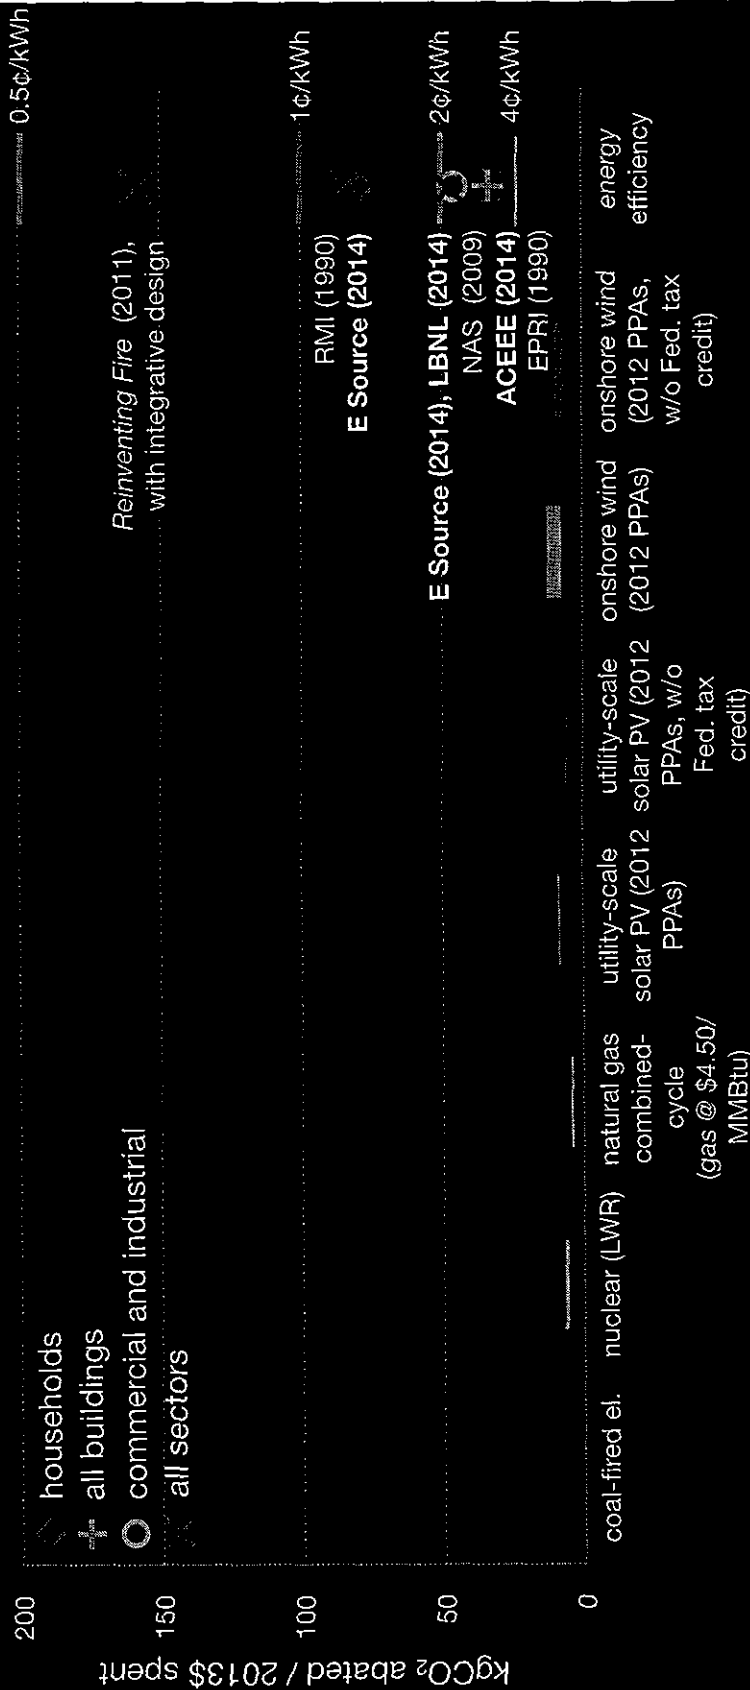 households
all buildings
commercial and industrial
all sectors
200
150
100
50
0
kgCO₂ abated / 2013$ spent
0.5¢/kWh
1¢/kWh
2¢/kWh
4¢/kWh
Reinventing Fire (2011),
with integrative design
RMI (1990)
E Source (2014)
E Source (2014), LBNL (2014)
NAS (2009)
ACEEE (2014)
EPRI (1990)
coal-fired el.
nuclear (LWR)
natural gas
combined-
cycle
(gas @ $4.50/
MMBtu)
utility-scale
solar PV (2012
PPAs)
utility-scale
solar PV (2012
PPAs, w/o
Fed. tax
credit)
onshore wind
(2012 PPAs)
onshore wind
(2012 PPAs,
w/o Fed. tax
credit)
energy
efficiency